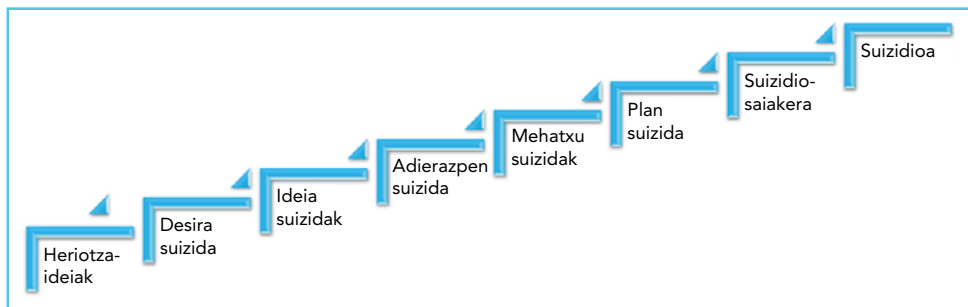 Heriotza-
ideiak
Desira
suizida
Ideia
suizidak
Adierazpen
suizida
Mehatxu
suizidak
Plan
suizida
Suizidio-
saiakera
Suizidioa